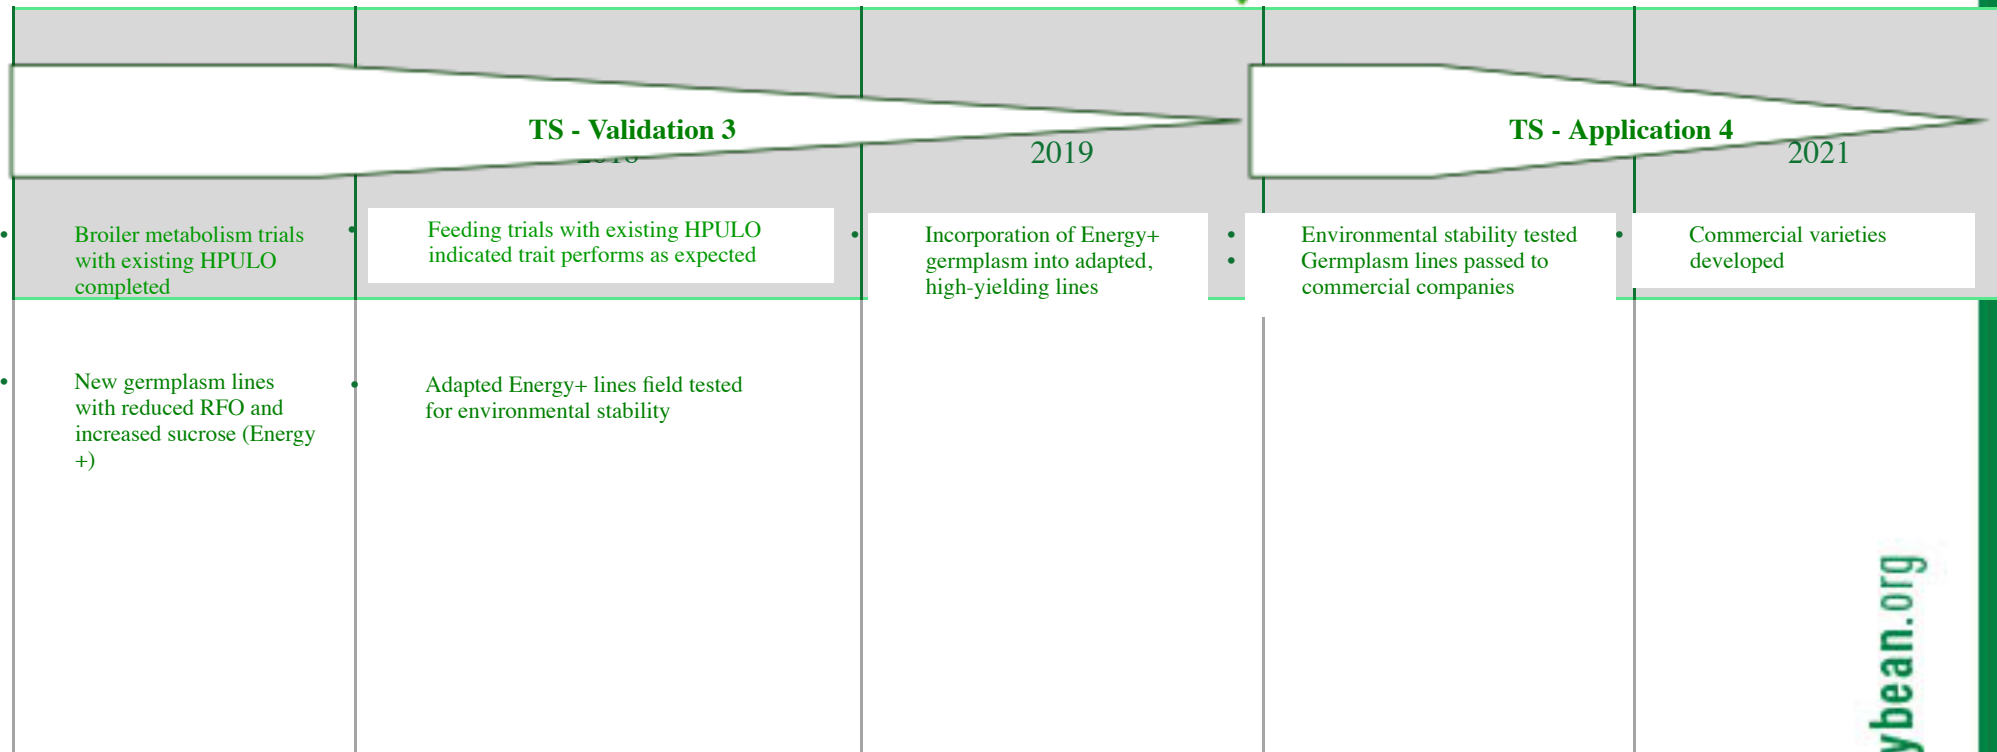 TS - Validation 3
TS - Application 4
2019
2021
• Broiler metabolism trials
with existing HPULO
completed
• New germplasm lines
with reduced RFO and
increased sucrose (Energy
+)
• Feeding trials with existing HPULO
indicated trait performs as expected
• Adapted Energy+ lines field tested
for environmental stability
• Incorporation of Energy+
germplasm into adapted,
high-yielding lines
• Environmental stability tested
• Germplasm lines passed to
commercial companies
• Commercial varieties
developed
ybean.org